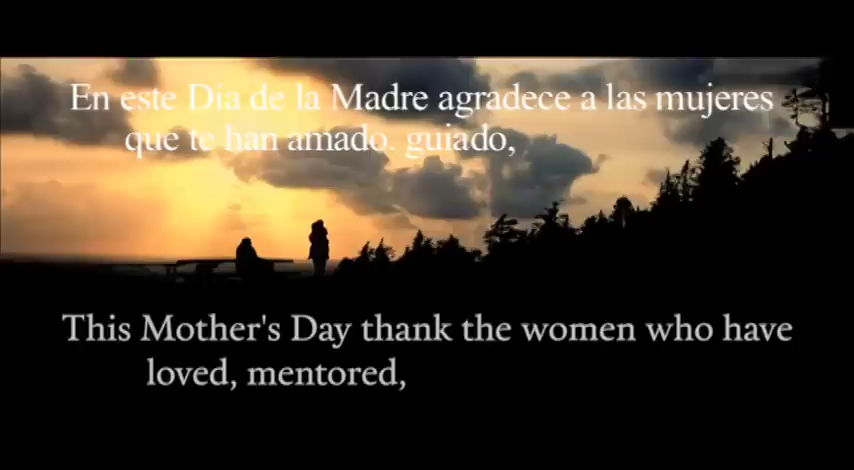 En este Dia de la Madre agradece a las mujeres
que te han amado. guiado,
This Mother's Day thank the women who have
loved, mentored,